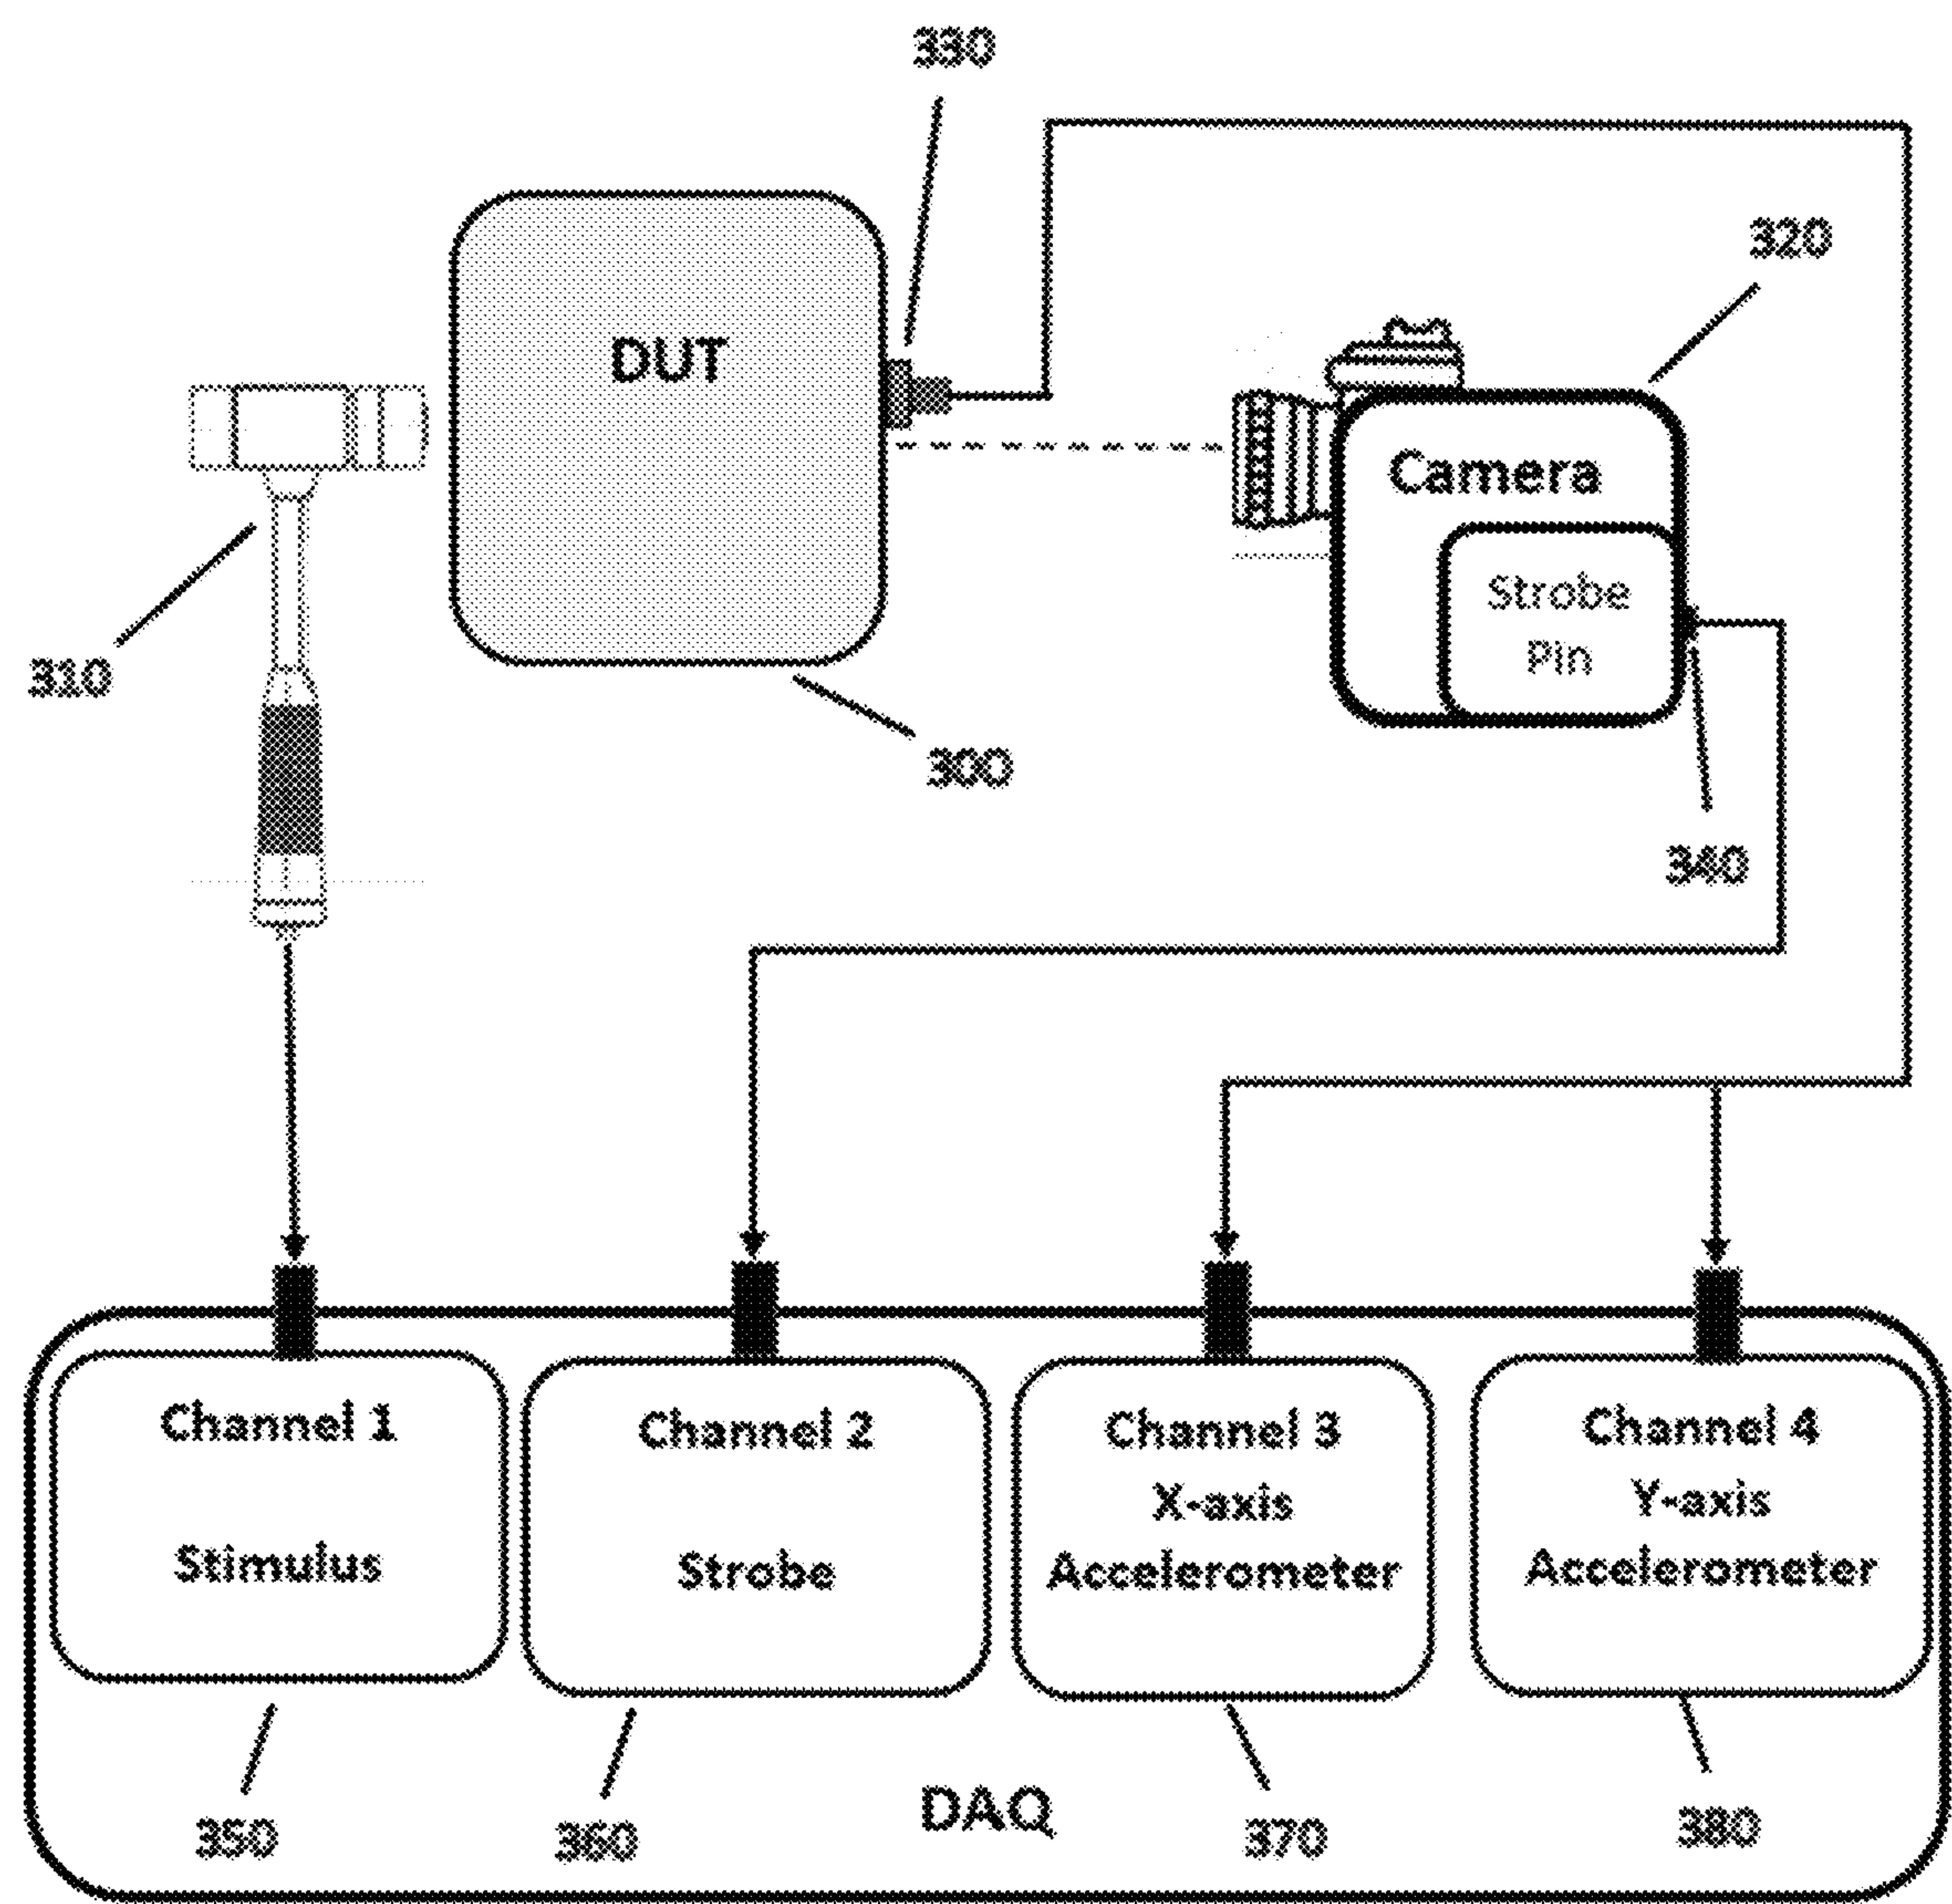 330
320
DUT
Camera
Strobe
Pin
310
300
340
Channel 1
Stimulus
Channel 2
Strobe
Channel 3
X-axis
Accelerometer
Channel 4
Y-axis
Accelerometer
350
360
DAQ
370
380